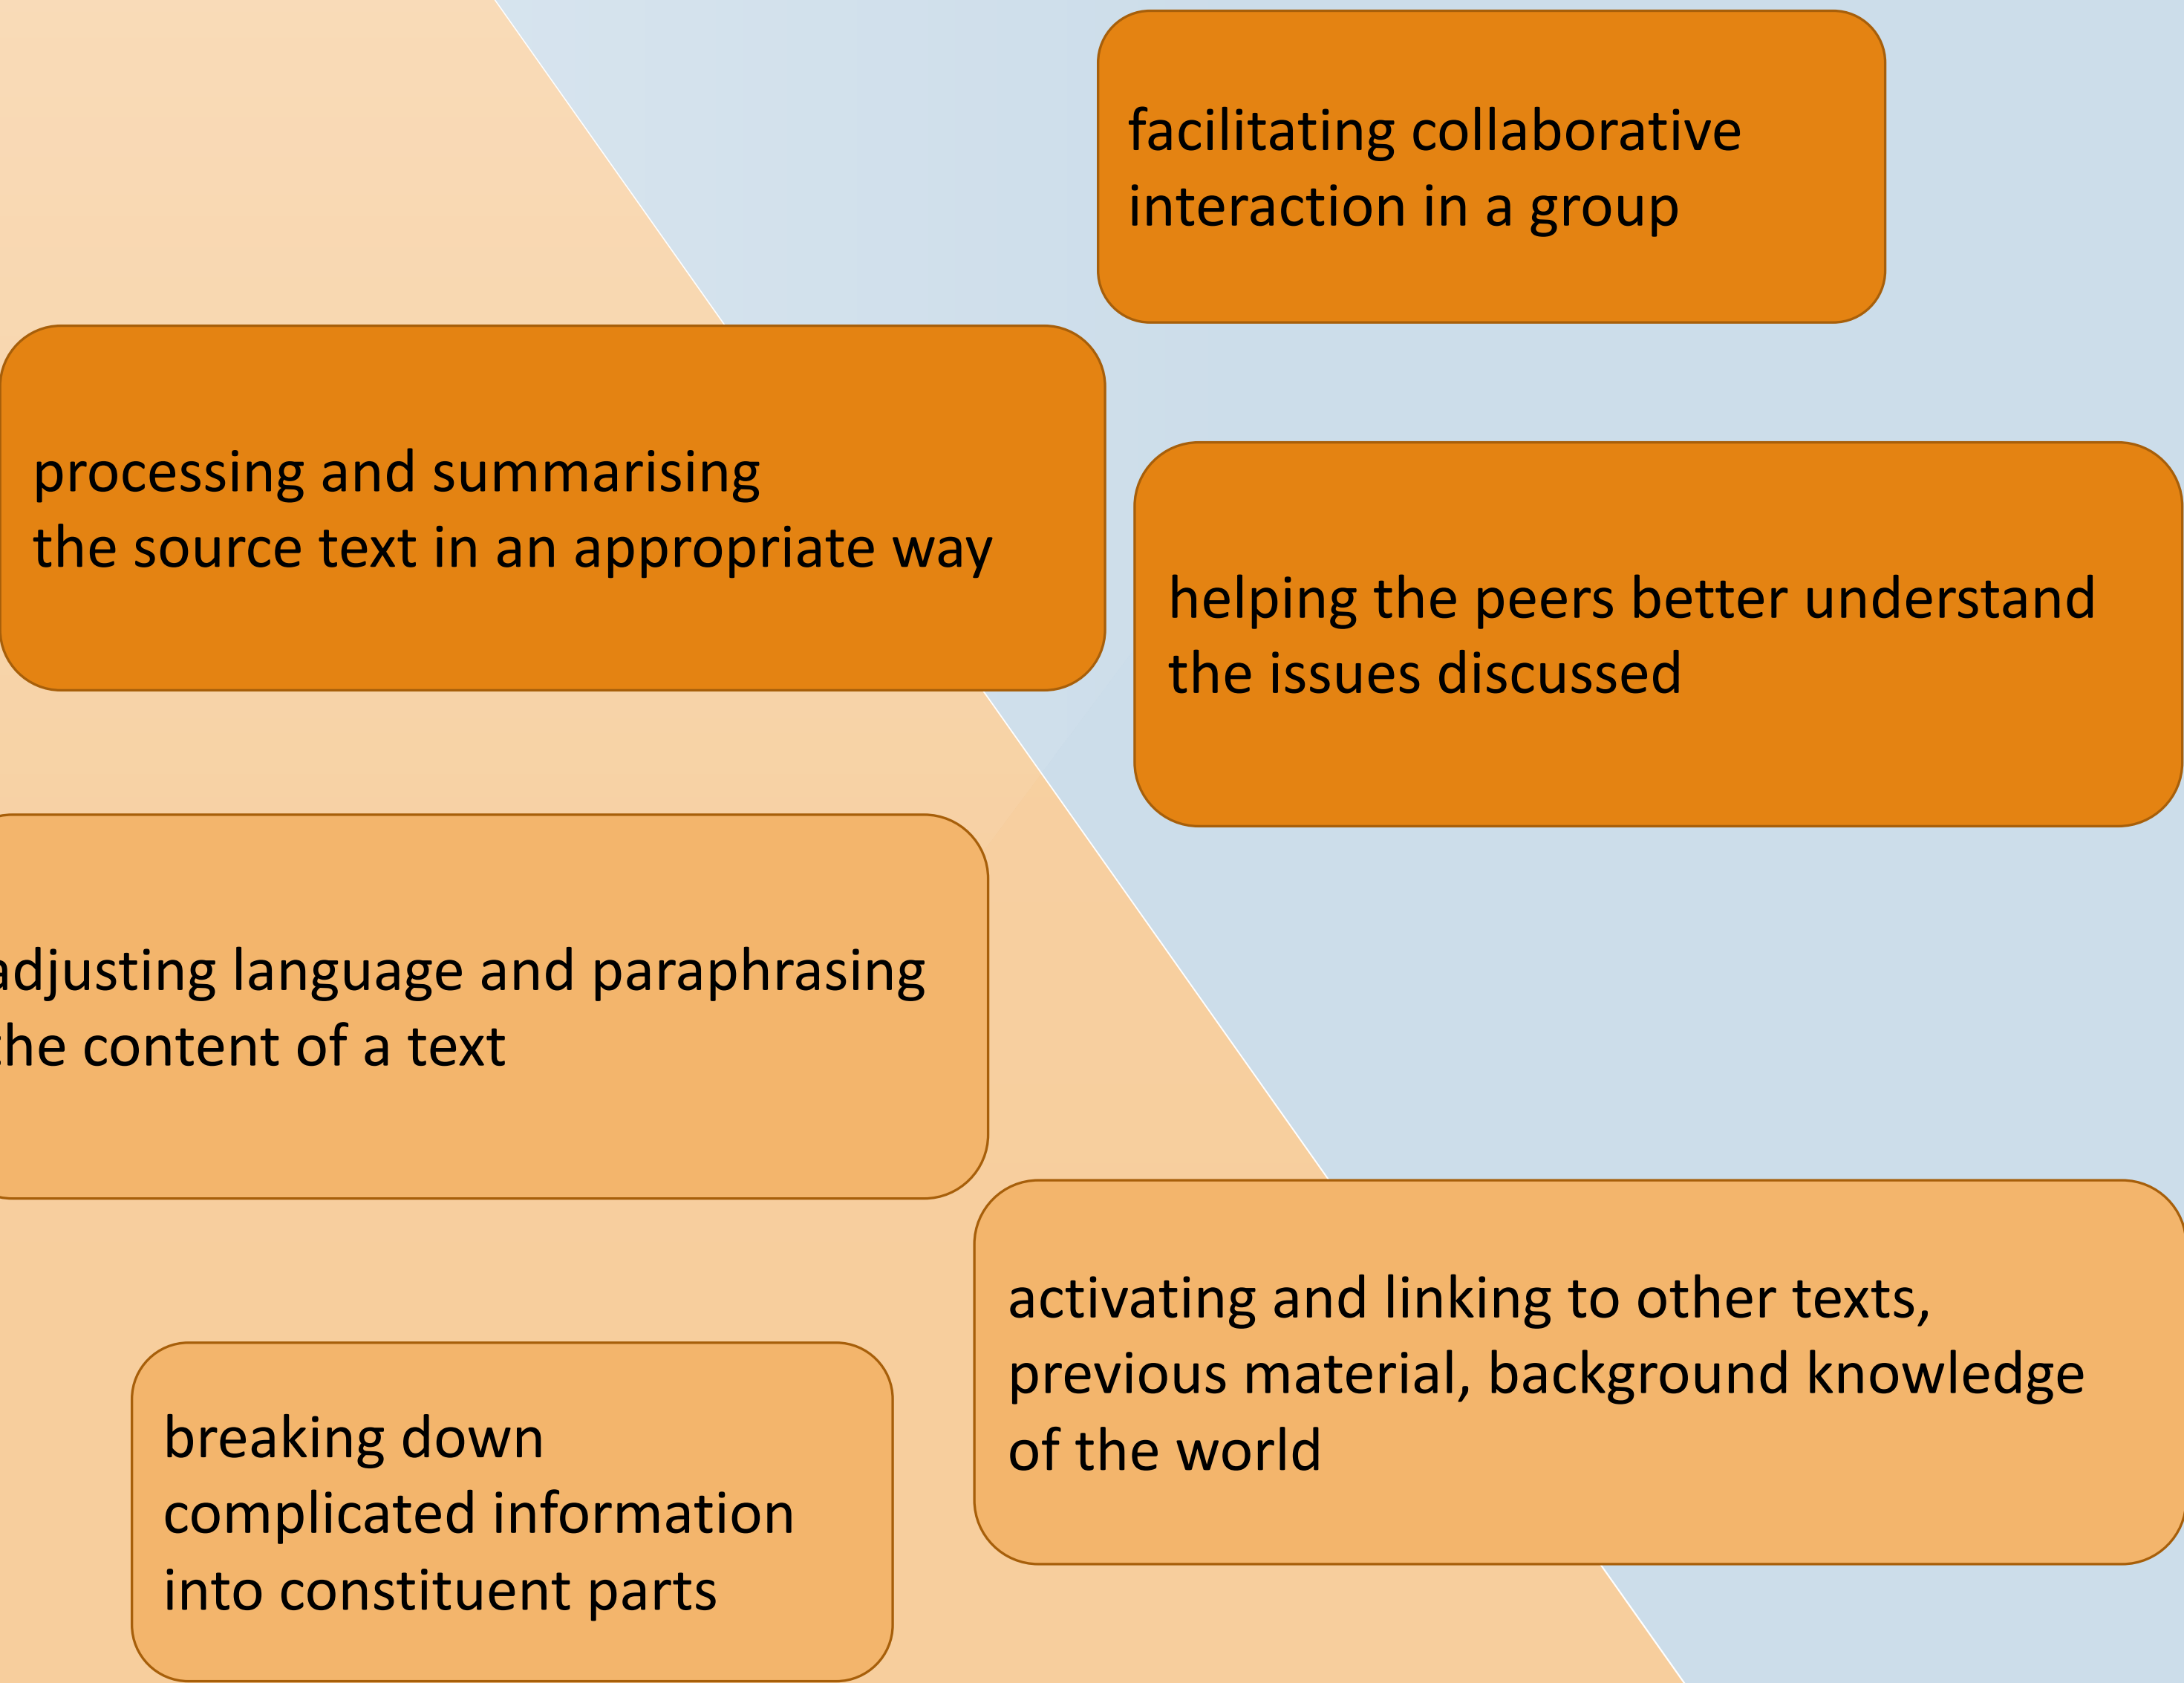 facilitating collaborative
interaction in a group
processing and summarising
the source text in an appropriate way
helping the peers better understand
the issues discussed
adjusting language and paraphrasing
the content of a text
activating and linking to other texts,
previous material, background knowledge
of the world
breaking down
complicated information
into constituent parts